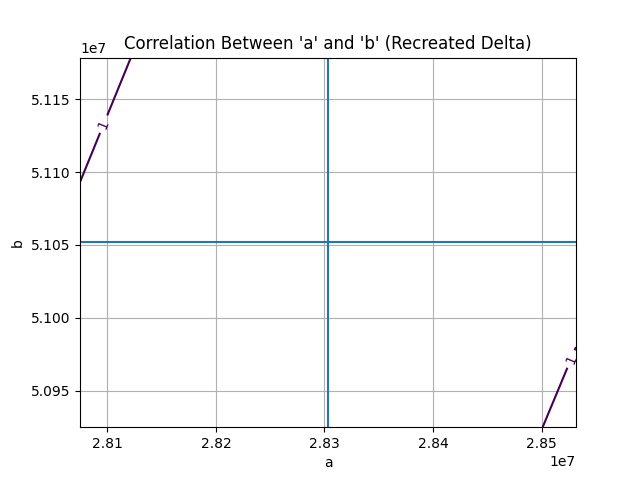 Correlation Between 'a' and 'b' (Recreated Delta)
1e7
5.115
5.110
5.105
5.100
5.095
b
1
1
2.81 2.82 2.83 2.84 2.85
a
1e7